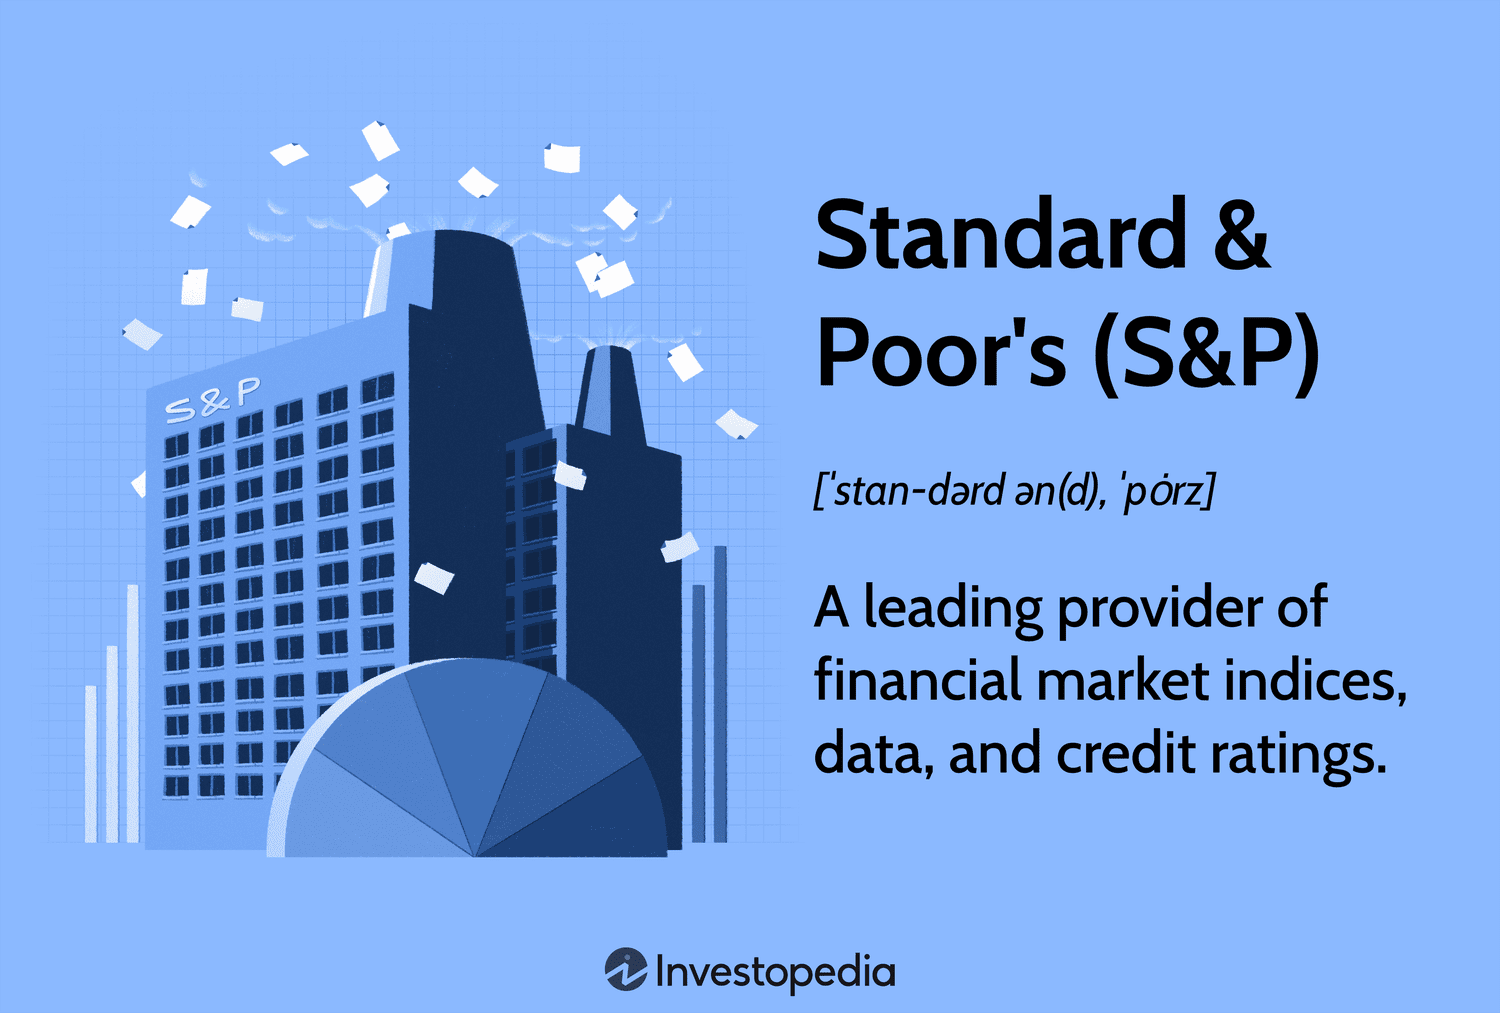 S&P
Standard &
Poor's (S&P)
[ˈstan-dərd ən(d), ˈpȯrz]
A leading provider of
financial market indices,
data, and credit ratings.
Investopedia